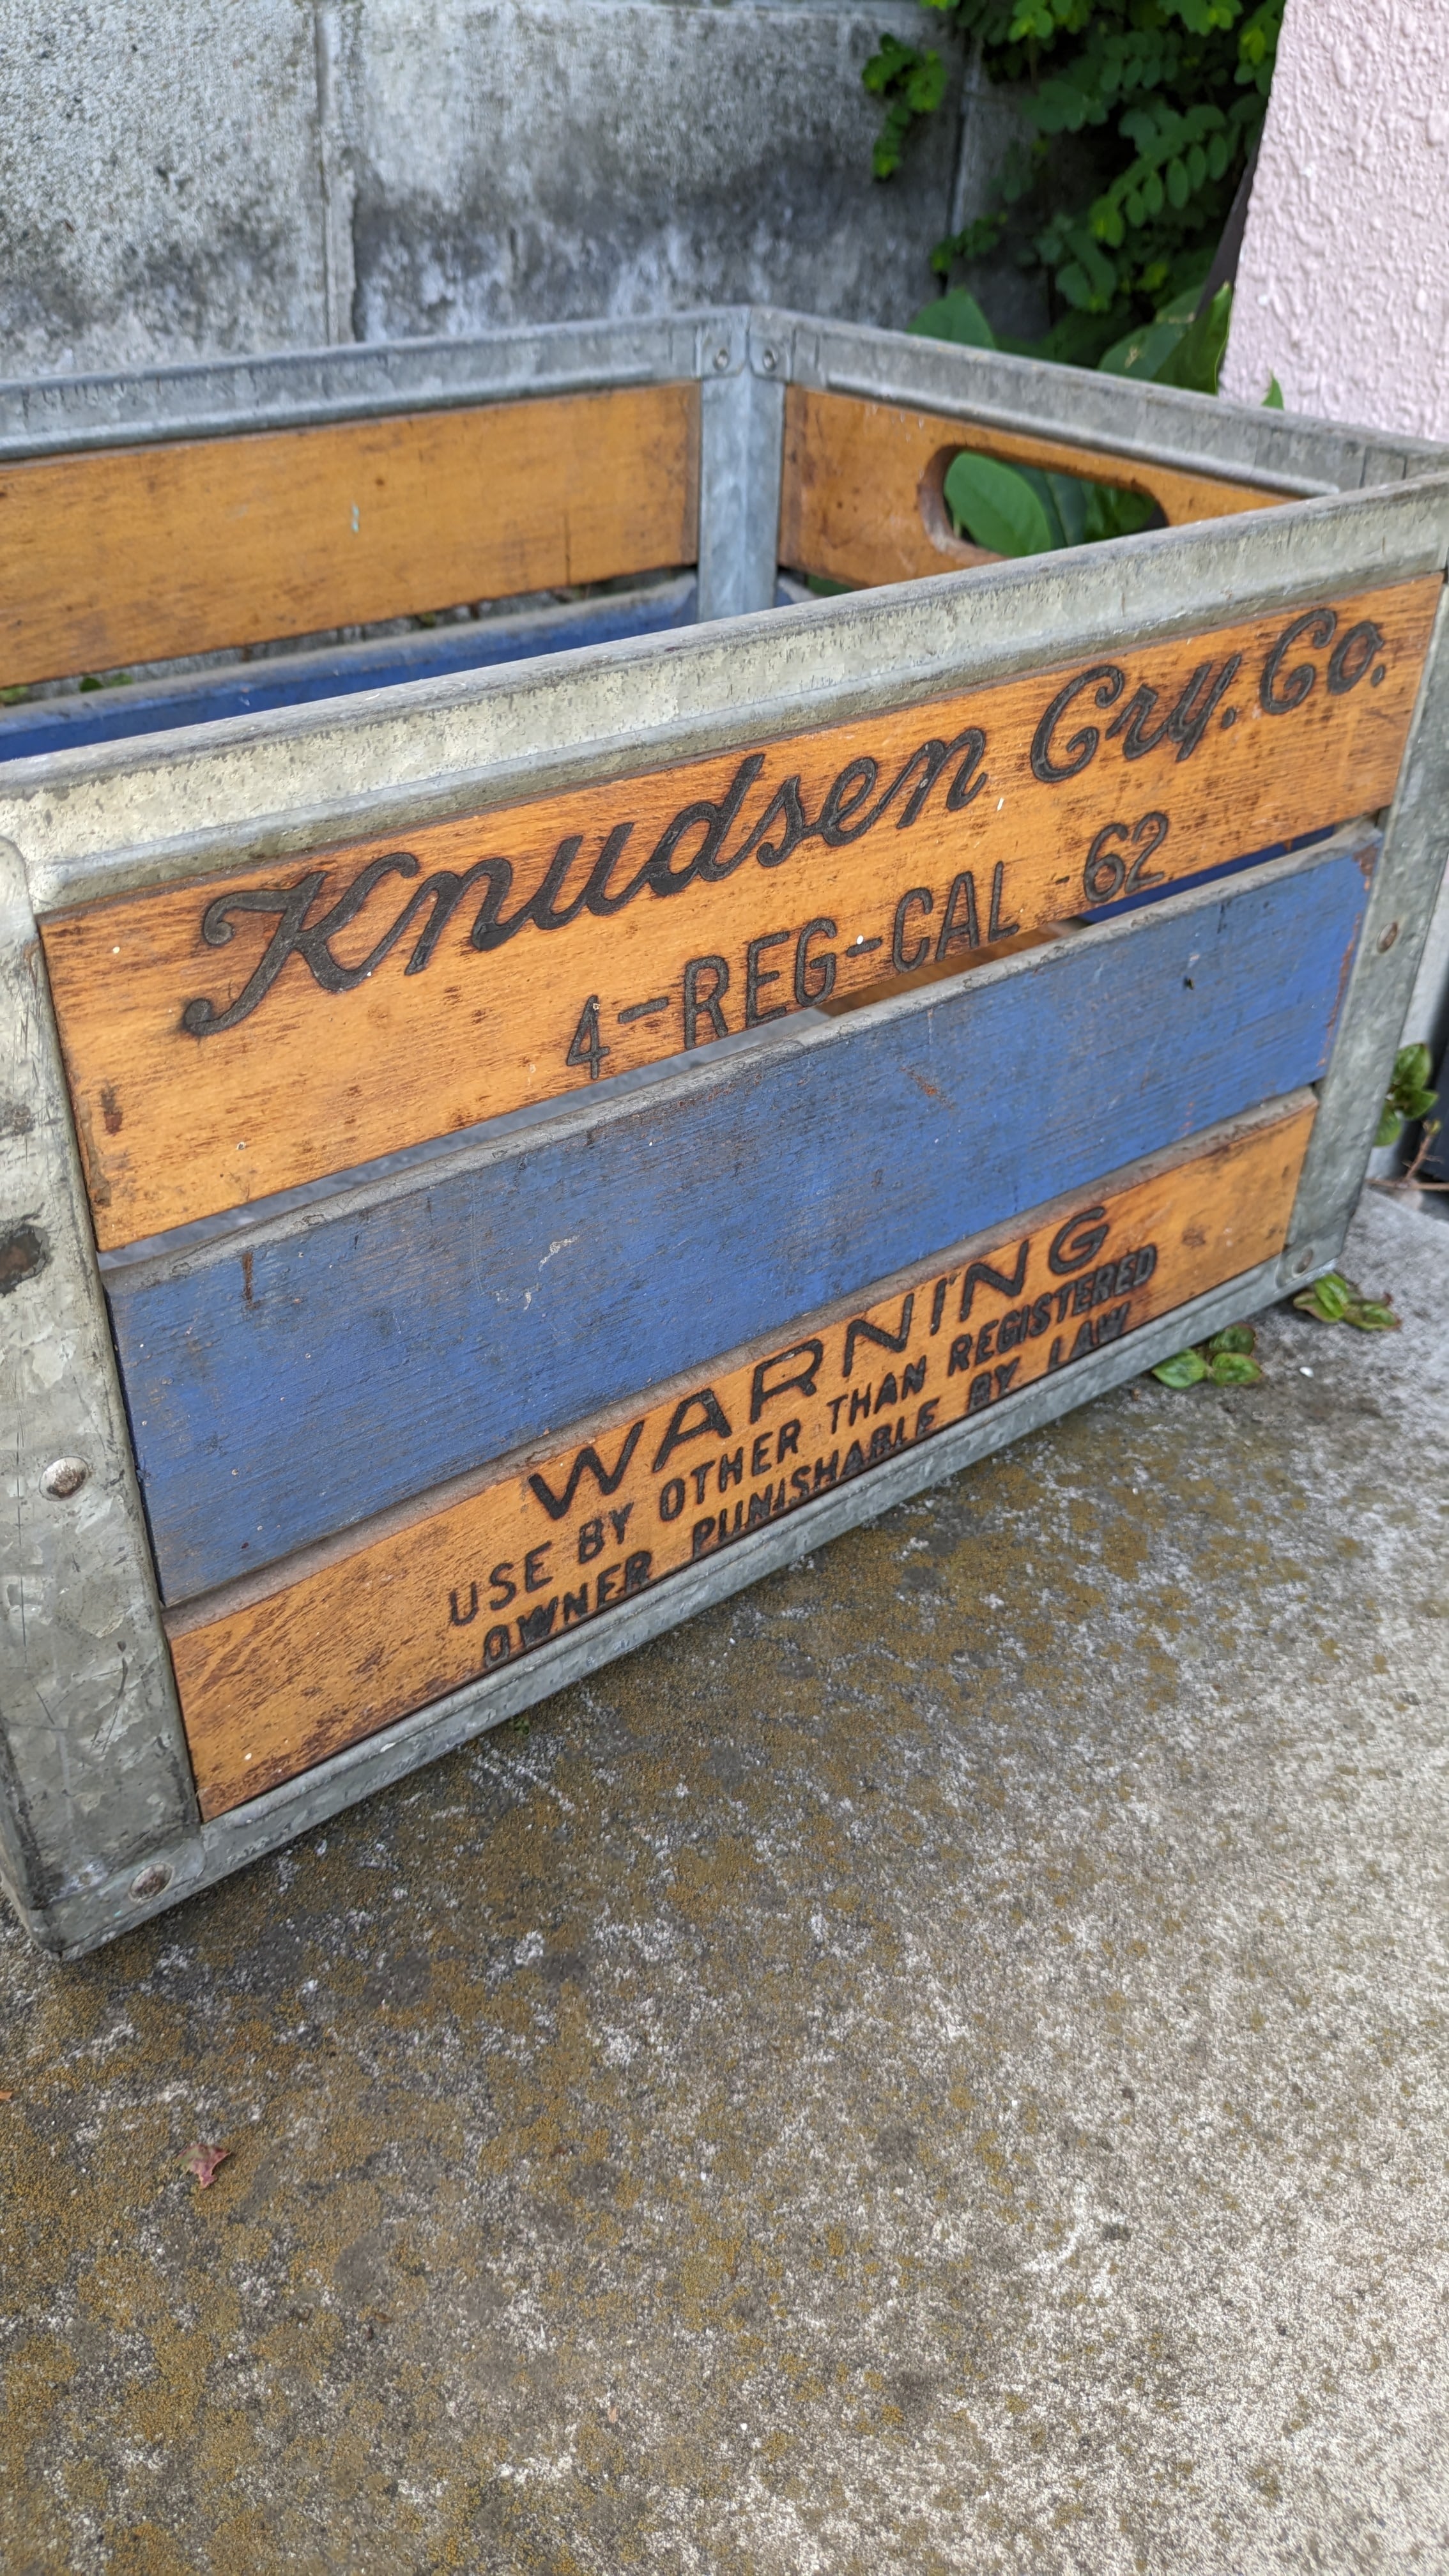 Knudsen Cry. Co.
4-REG-CAL 62
WARNING
USE BY OTHER THAN REGISTERED
OWNER PUNISHABLE BY LAW